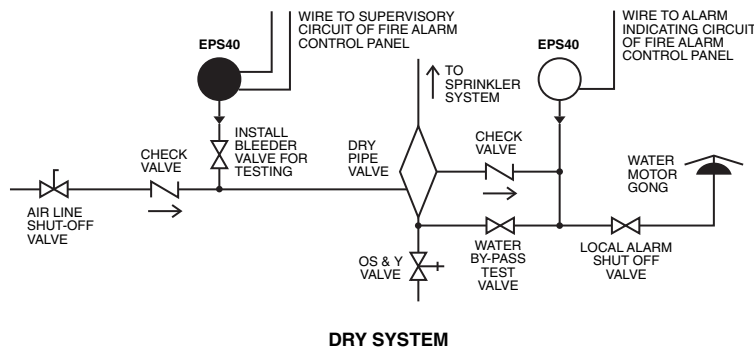 WIRE TO SUPERVISORY
CIRCUIT OF FIRE ALARM
CONTROL PANEL
EPS40
WIRE TO ALARM
INDICATING CIRCUIT
OF FIRE ALARM
CONTROL PANEL
EPS40
TO
SPRINKLER
SYSTEM
INSTALL
BLEEDER
VALVE FOR
TESTING
CHECK
VALVE
DRY
PIPE
VALVE
CHECK
VALVE
WATER
MOTOR
GONG
AIR LINE
SHUT-OFF
VALVE
OS & Y
VALVE
WATER
BY-PASS
TEST
VALVE
LOCAL ALARM
SHUT OFF
VALVE
DRY SYSTEM